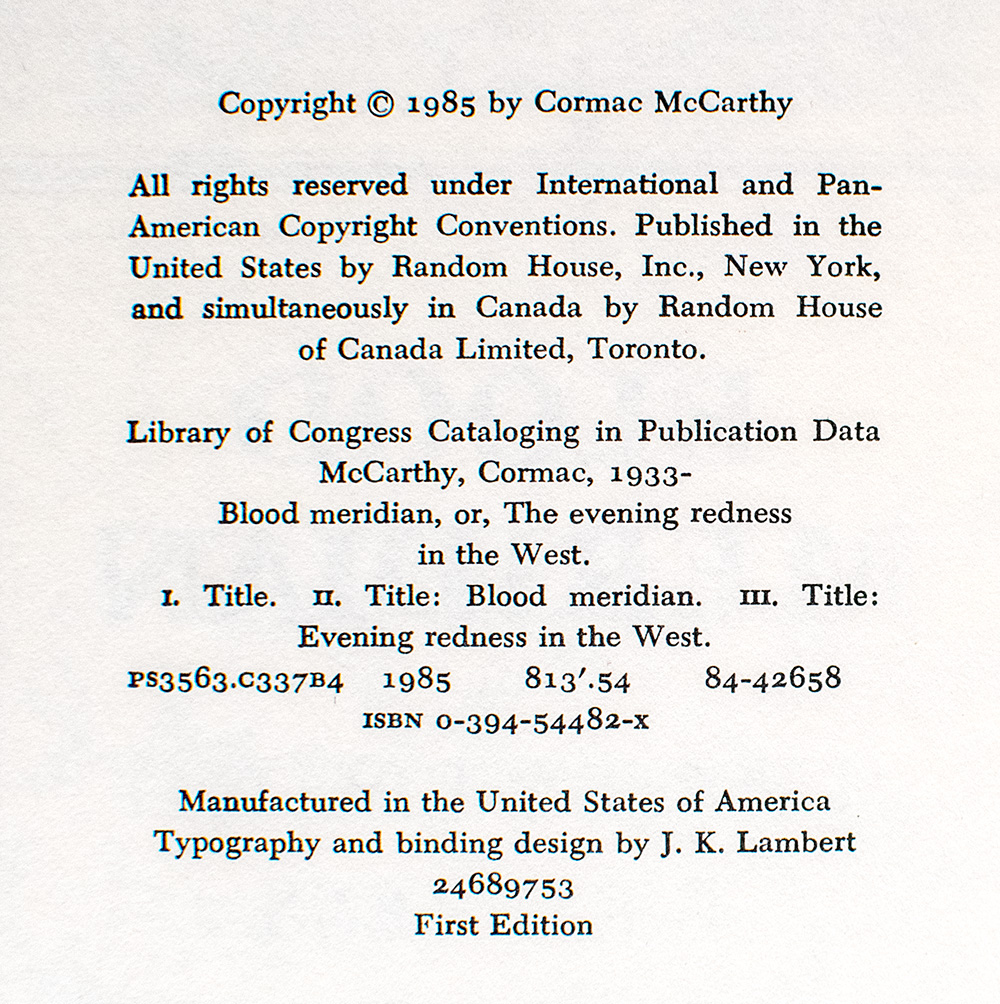 Copyright © 1985 by Cormac McCarthy
All rights reserved under International and Pan-
American Copyright Conventions. Published in the
United States by Random House, Inc., New York,
and simultaneously in Canada by Random House
of Canada Limited, Toronto.
Library of Congress Cataloging in Publication Data
McCarthy, Cormac, 1933-
Blood meridian, or, The evening redness
in the West.
I. Title. II. Title: Blood meridian. III. Title:
Evening redness in the West.
PS3563.C337B4 1985 813′.54 84-42658
ISBN 0-394-54482-X
Manufactured in the United States of America
Typography and binding design by J. K. Lambert
24689753
First Edition